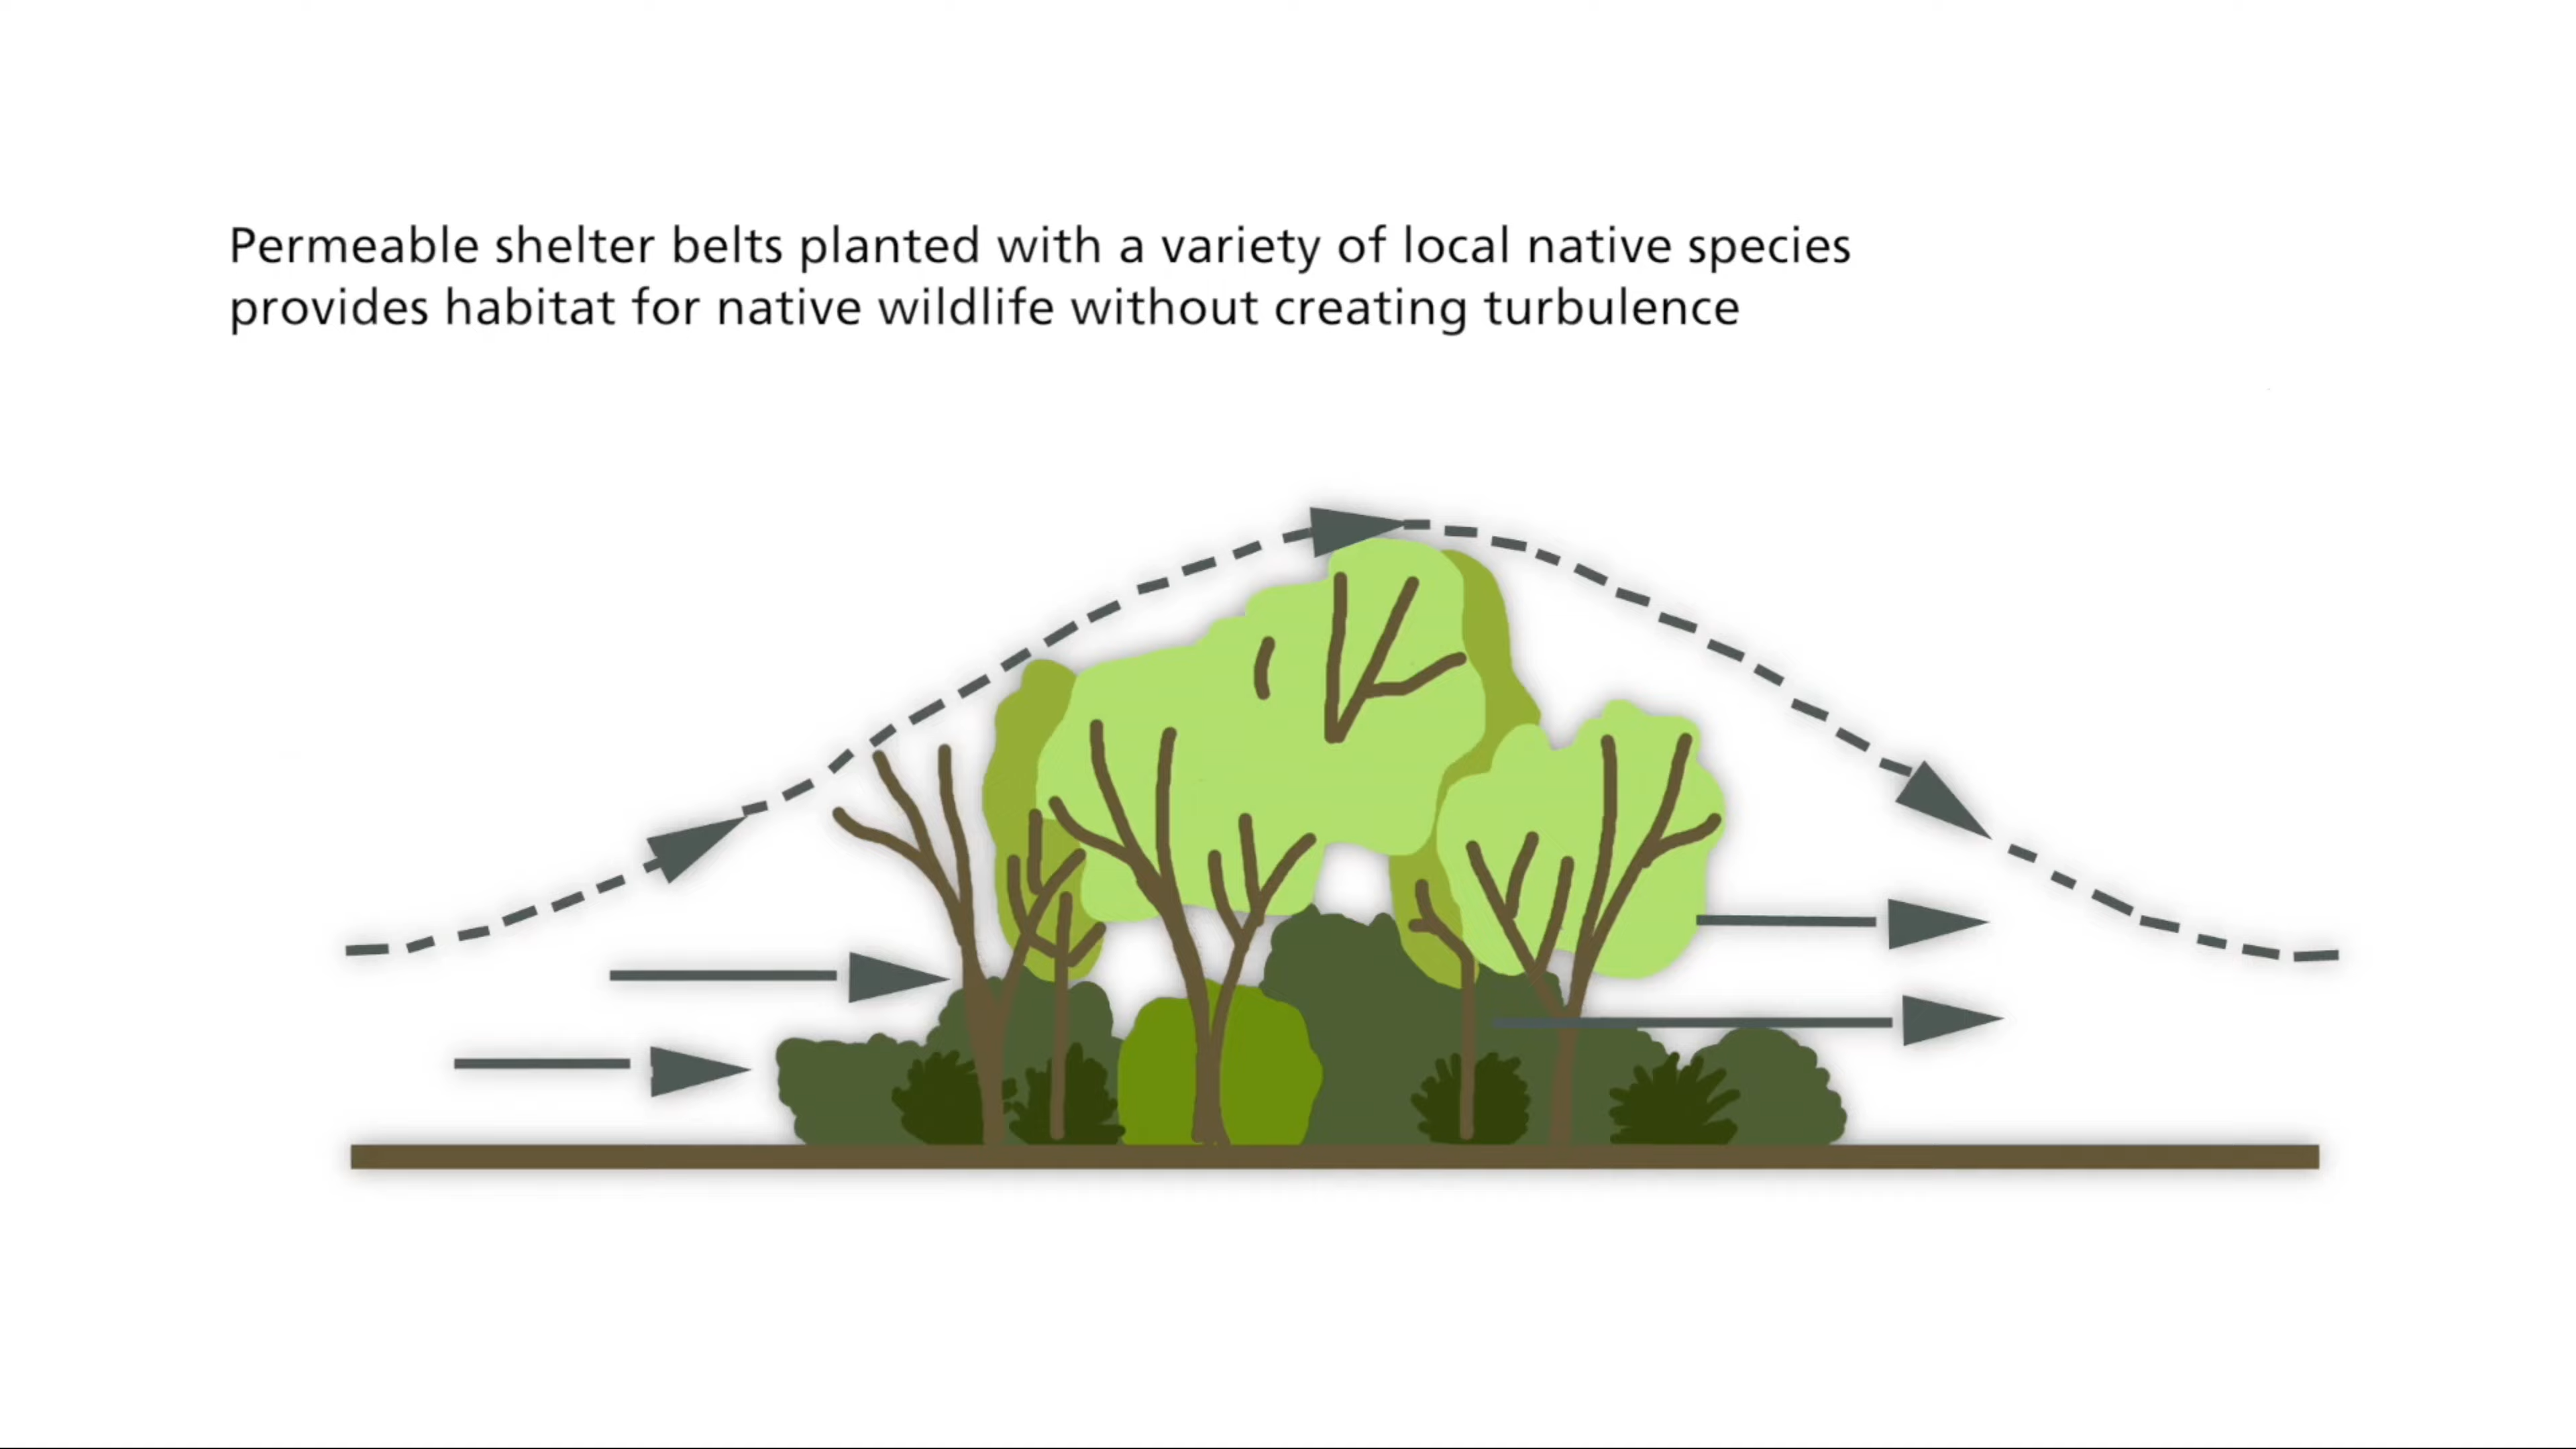 Permeable shelter belts planted with a variety of local native species
provides habitat for native wildlife without creating turbulence